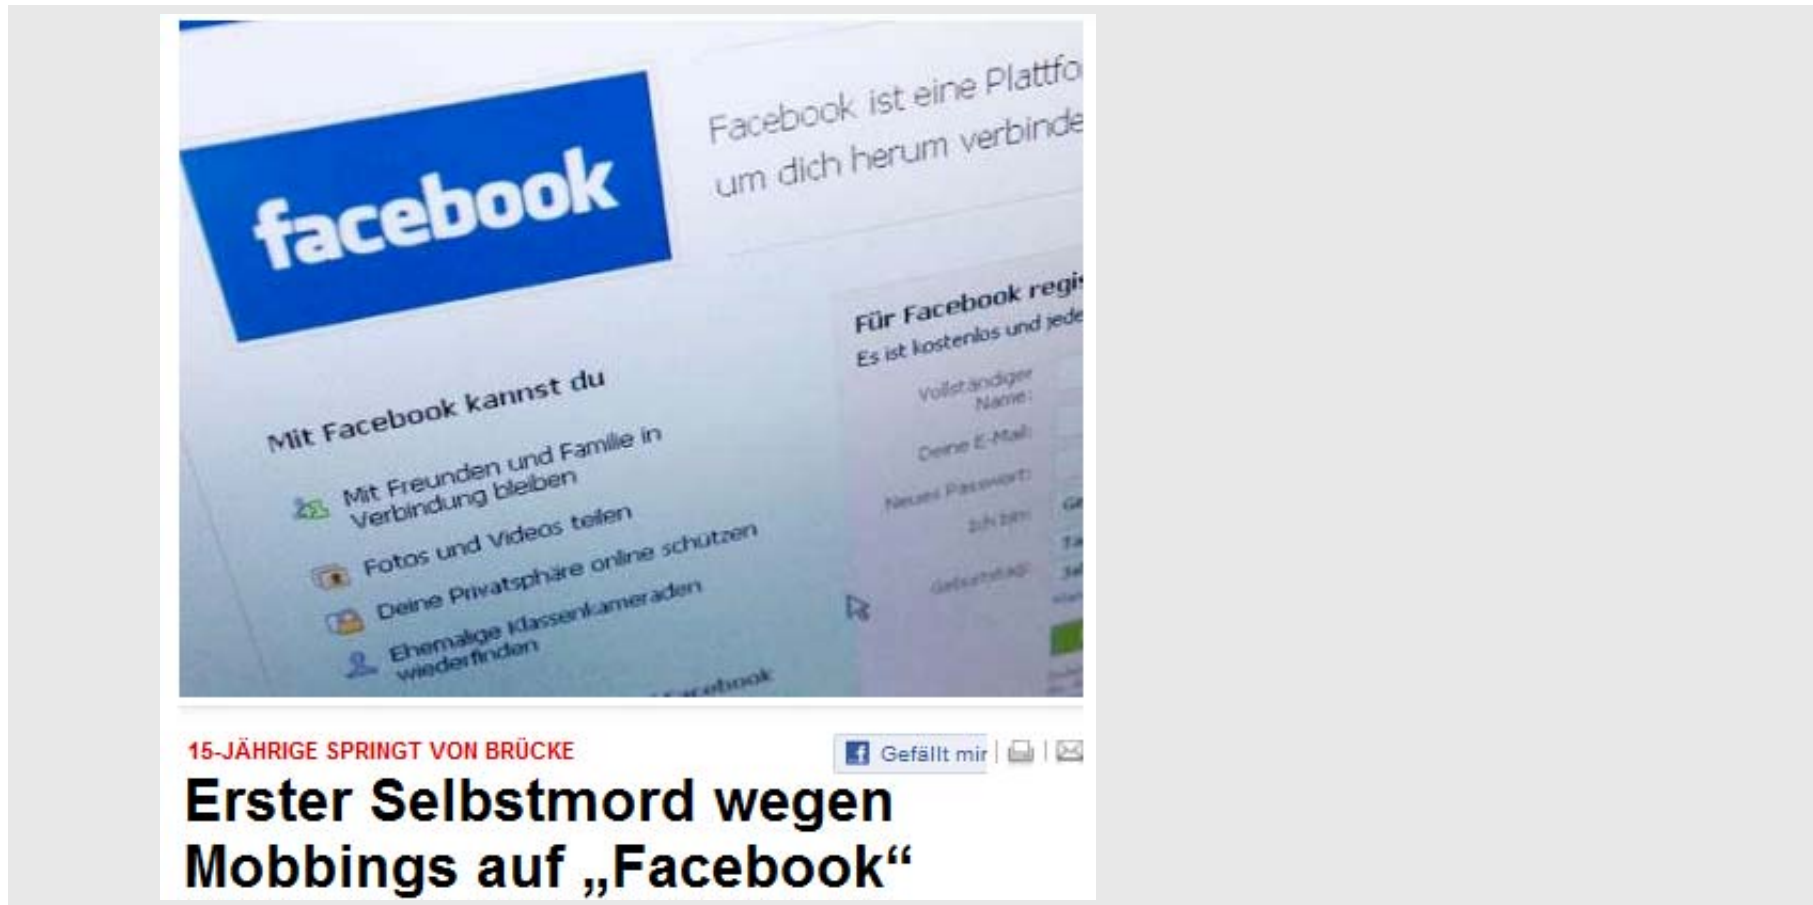 facebook
Facebook ist eine Plattfo
um dich herum verbinde
Mit Facebook kannst du
Mit Freunden und Familie in
Verbindung bleiben
Fotos und Videos teilen
Deine Privatsphäre online schützen
Ehemalige Klassenkameraden
wiederfinden
Facebook
Für Facebook regis
Es ist kostenlos und jede
Vollständiger
Name:
Deine E-Mail:
Neues Passwort:
Ich bin:
Geburtstag:
15-JÄHRIGE SPRINGT VON BRÜCKE
Gefällt mir
Erster Selbstmord wegen
Mobbings auf „Facebook“